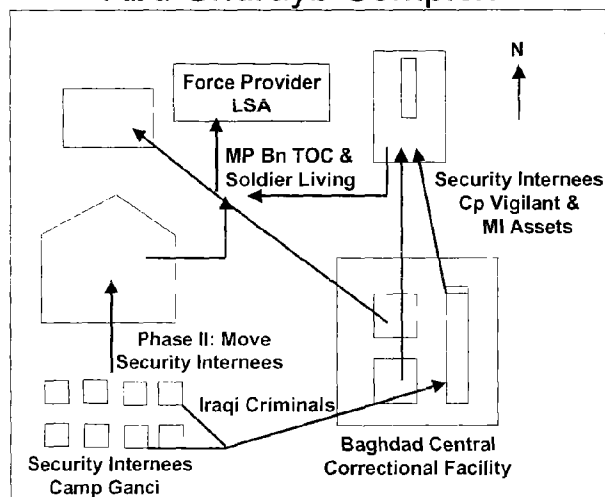 Force Provider
LSA
N
MP Bn TOC &
Soldier Living
Security Internees
Cp Vigilant &
MI Assets
Phase II: Move
Security Internees
Iraqi Criminals
Security Internees
Camp Ganci
Baghdad Central
Correctional Facility